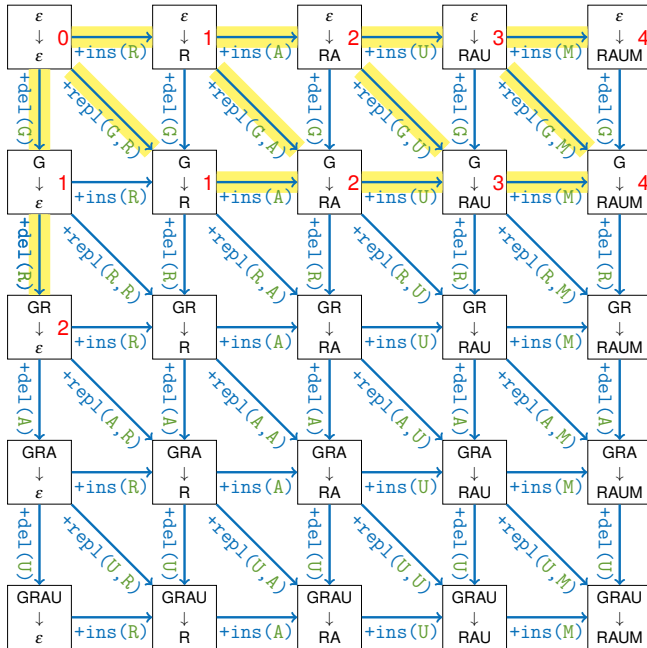 ε ε ε ε ε
↓ 0 ↓ 1 ↓ 2 ↓ 3 ↓ 4
+ins(R) +ins(A) +ins(U) +ins(M)
ε R RA RAU RAUM
+del(G) +repl(G,R) +del(G) +repl(G,A) +del(G) +repl(G,U) +del(G) +repl(G,M) +del(G)
G G G G G
↓ 1 ↓ 1 ↓ 2 ↓ 3 ↓ 4
+ins(R) +ins(A) +ins(U) +ins(M)
ε R RA RAU RAUM
+del(R) +repl(R,R) +del(R) +repl(R,A) +del(R) +repl(R,U) +del(R) +repl(R,M) +del(R)
GR GR GR GR GR
↓ 2 ↓ ↓ ↓ ↓
+ins(R) +ins(A) +ins(U) +ins(M)
ε R RA RAU RAUM
+del(A) +repl(A,R) +del(A) +repl(A,A) +del(A) +repl(A,U) +del(A) +repl(A,M) +del(A)
GRA GRA GRA GRA GRA
↓ ↓ ↓ ↓ ↓
+ins(R) +ins(A) +ins(U) +ins(M)
ε R RA RAU RAUM
+del(U) +repl(U,R) +del(U) +repl(U,A) +del(U) +repl(U,U) +del(U) +repl(U,M) +del(U)
GRAU GRAU GRAU GRAU GRAU
↓ ↓ ↓ ↓ ↓
+ins(R) +ins(A) +ins(U) +ins(M)
ε R RA RAU RAUM